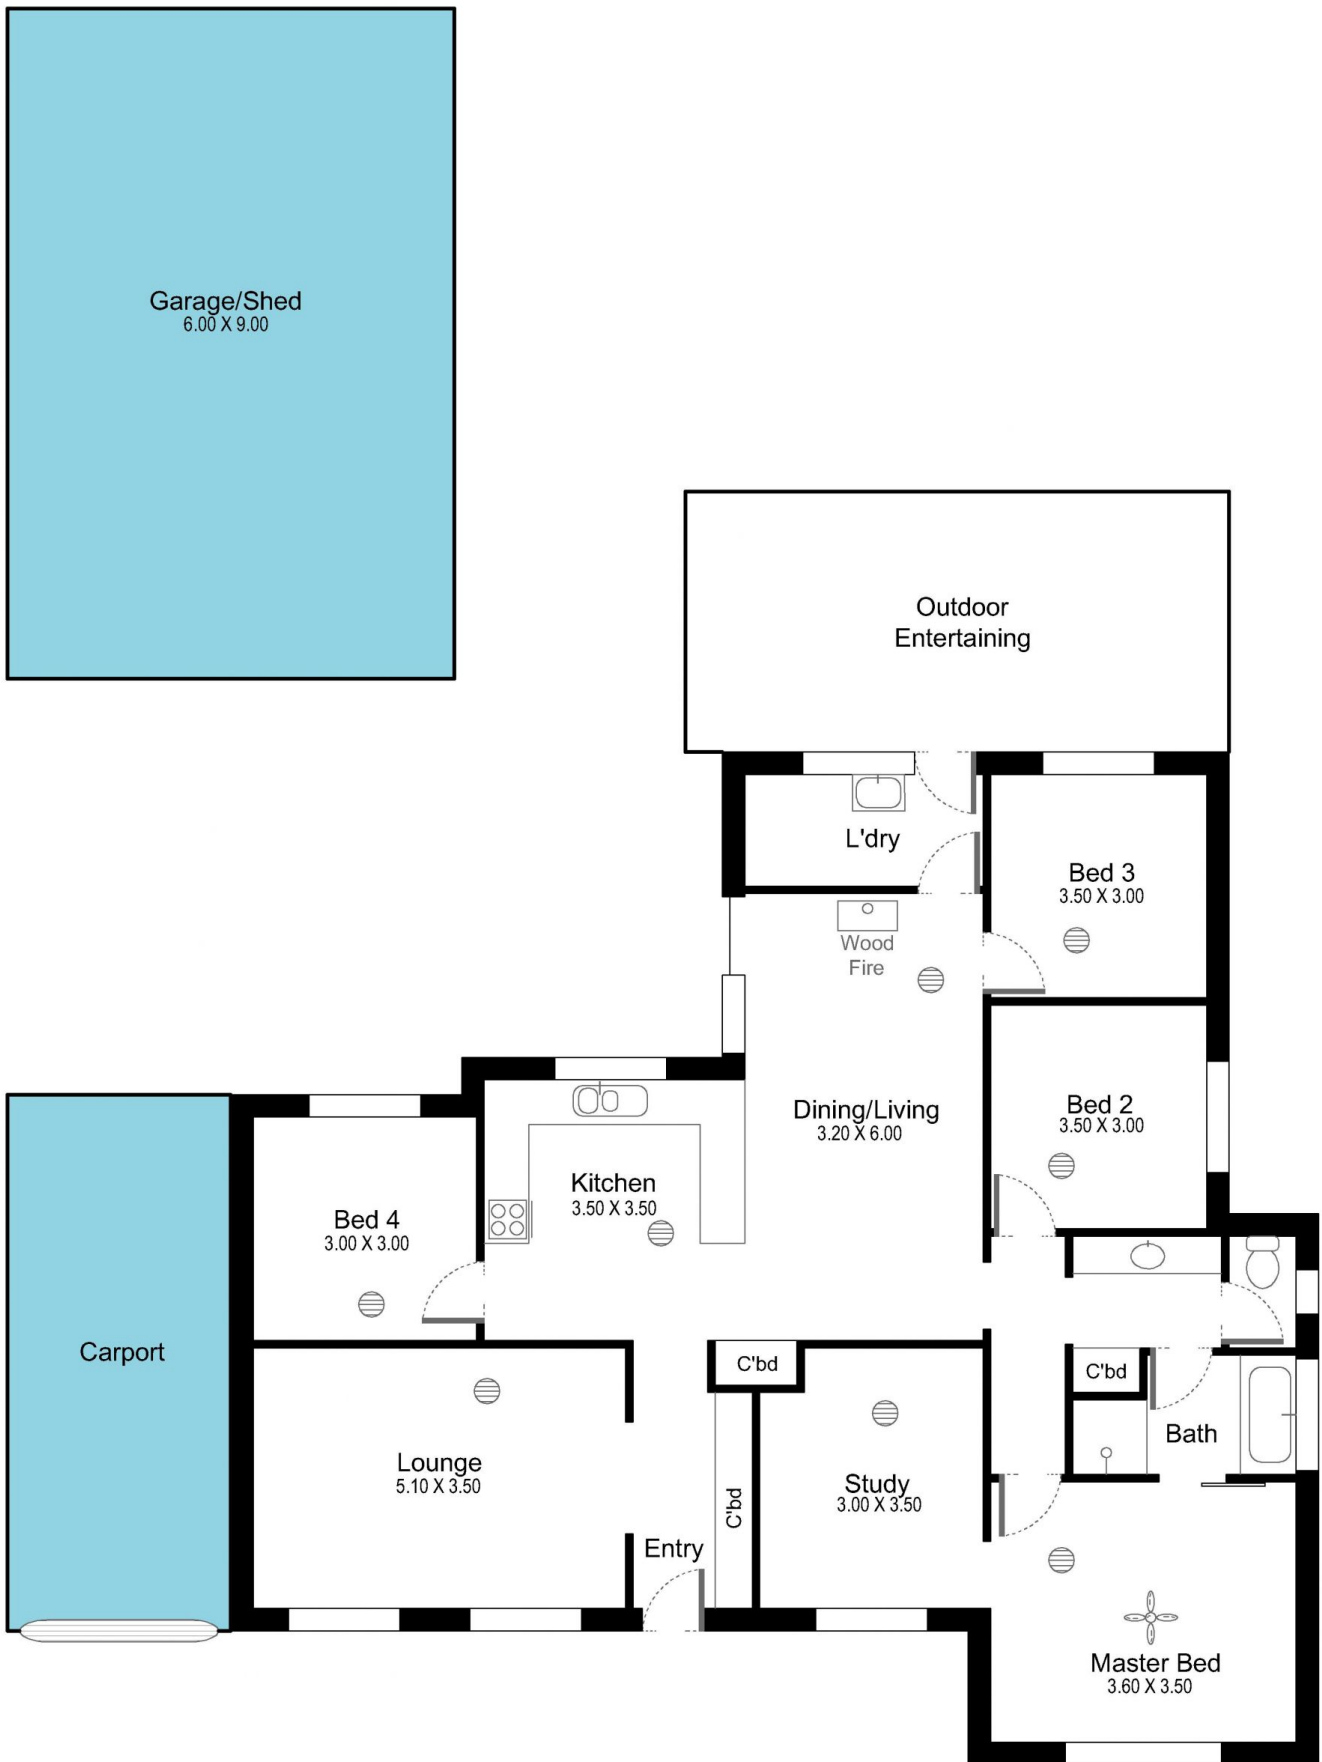 Garage/Shed
6.00 X 9.00
Outdoor
Entertaining
L'dry
Bed 3
3.50 X 3.00
Wood
Fire
Dining/Living
3.20 X 6.00
Bed 2
3.50 X 3.00
Kitchen
3.50 X 3.50
Bed 4
3.00 X 3.00
Carport
C'bd
C'bd
Lounge
5.10 X 3.50
Bath
Study
3.00 X 3.50
C'bd
Entry
Master Bed
3.60 X 3.50